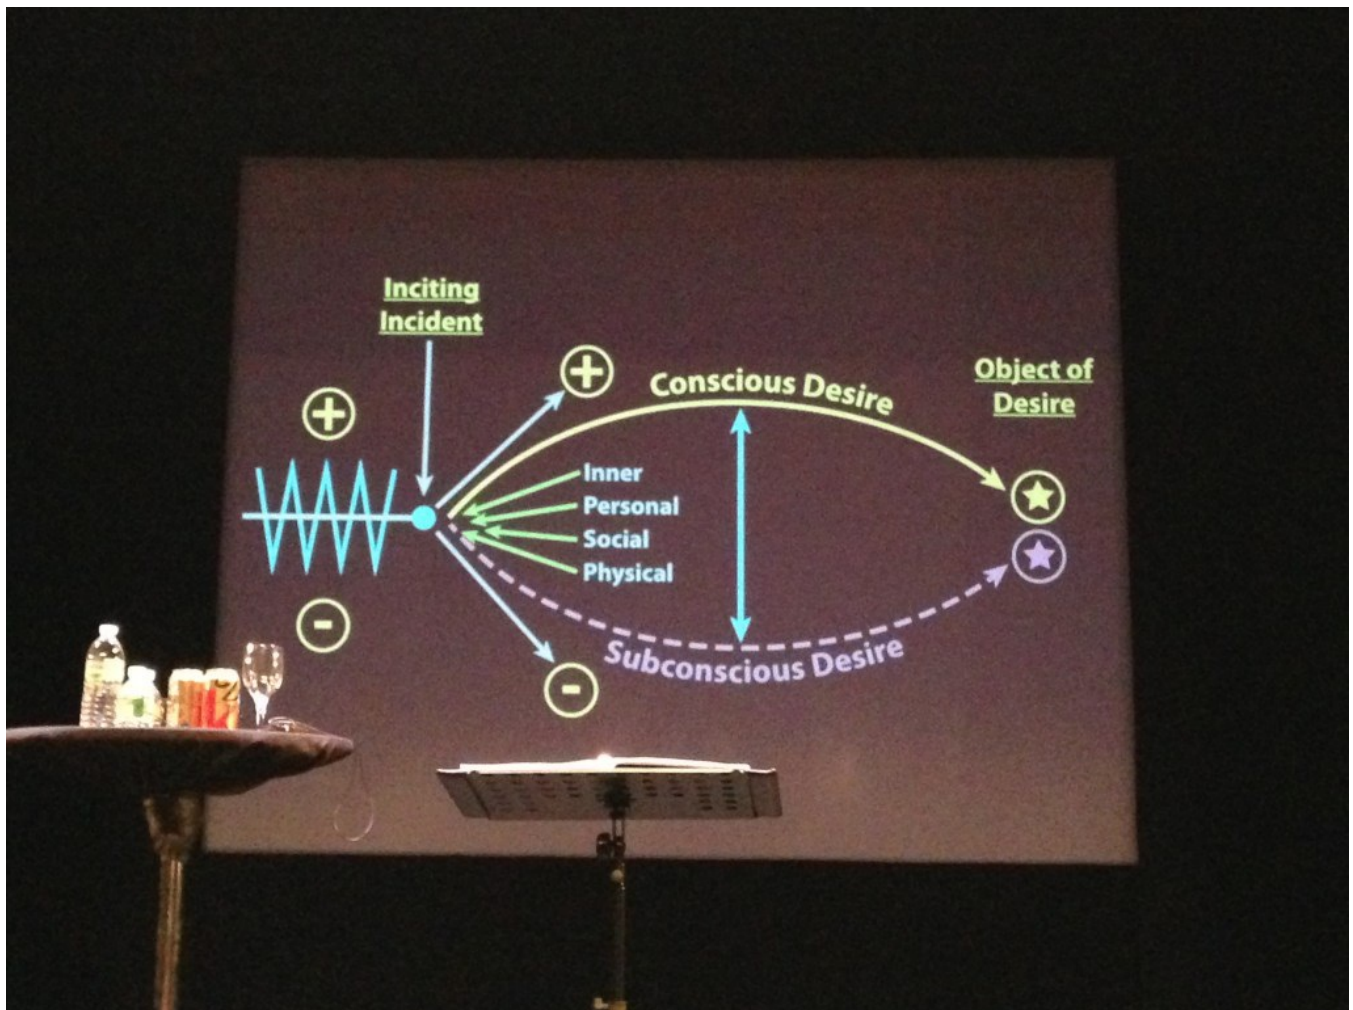 Inciting
Incident
+
+
Conscious Desire
Object of
Desire
Inner
Personal
Social
Physical
-
-
Subconscious Desire